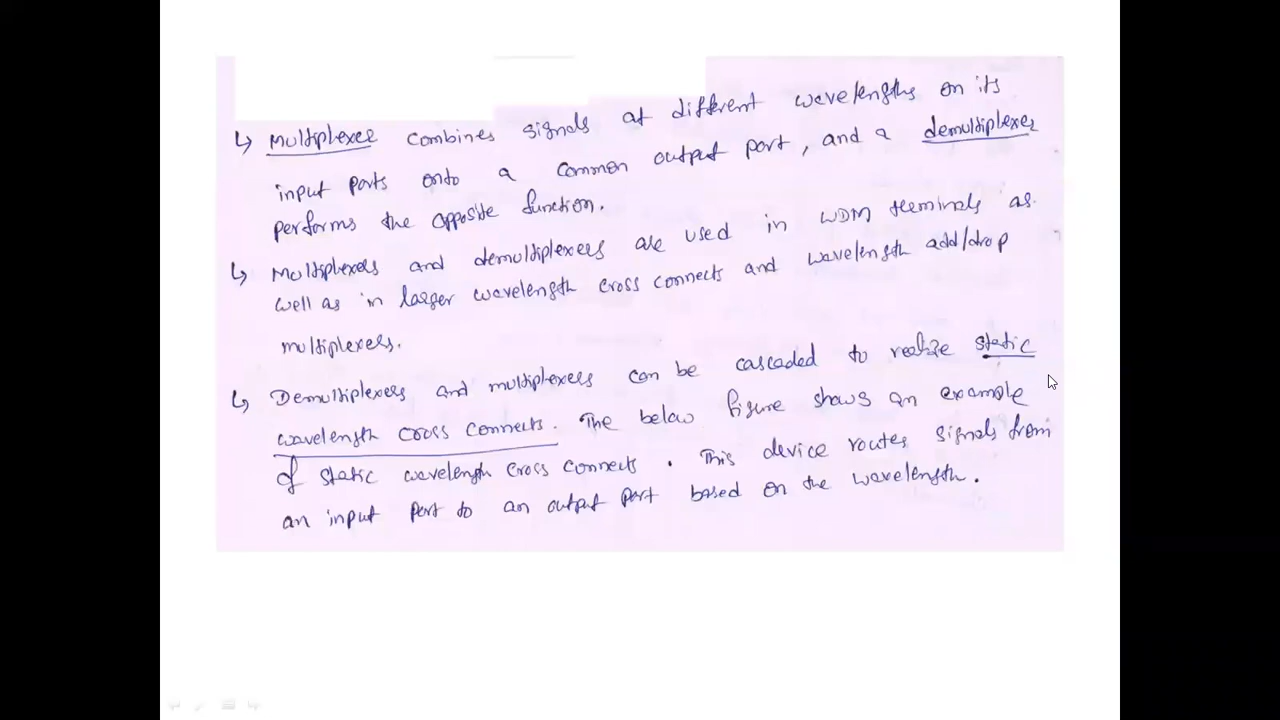 ↳ Multiplexer combines signals at different wavelengths on its
input ports onto a common output port, and a demultiplexer
performs the opposite function.
↳ Multiplexers and demultiplexers are used in WDM terminals as
well as in larger wavelength cross connects and wavelength add/drop
multiplexers.
↳ Demultiplexers and multiplexers can be cascaded to realize static
wavelength cross connects. The below figure shows an example
of static wavelength cross connects. This device routes signals from
an input port to an output port based on the wavelength.